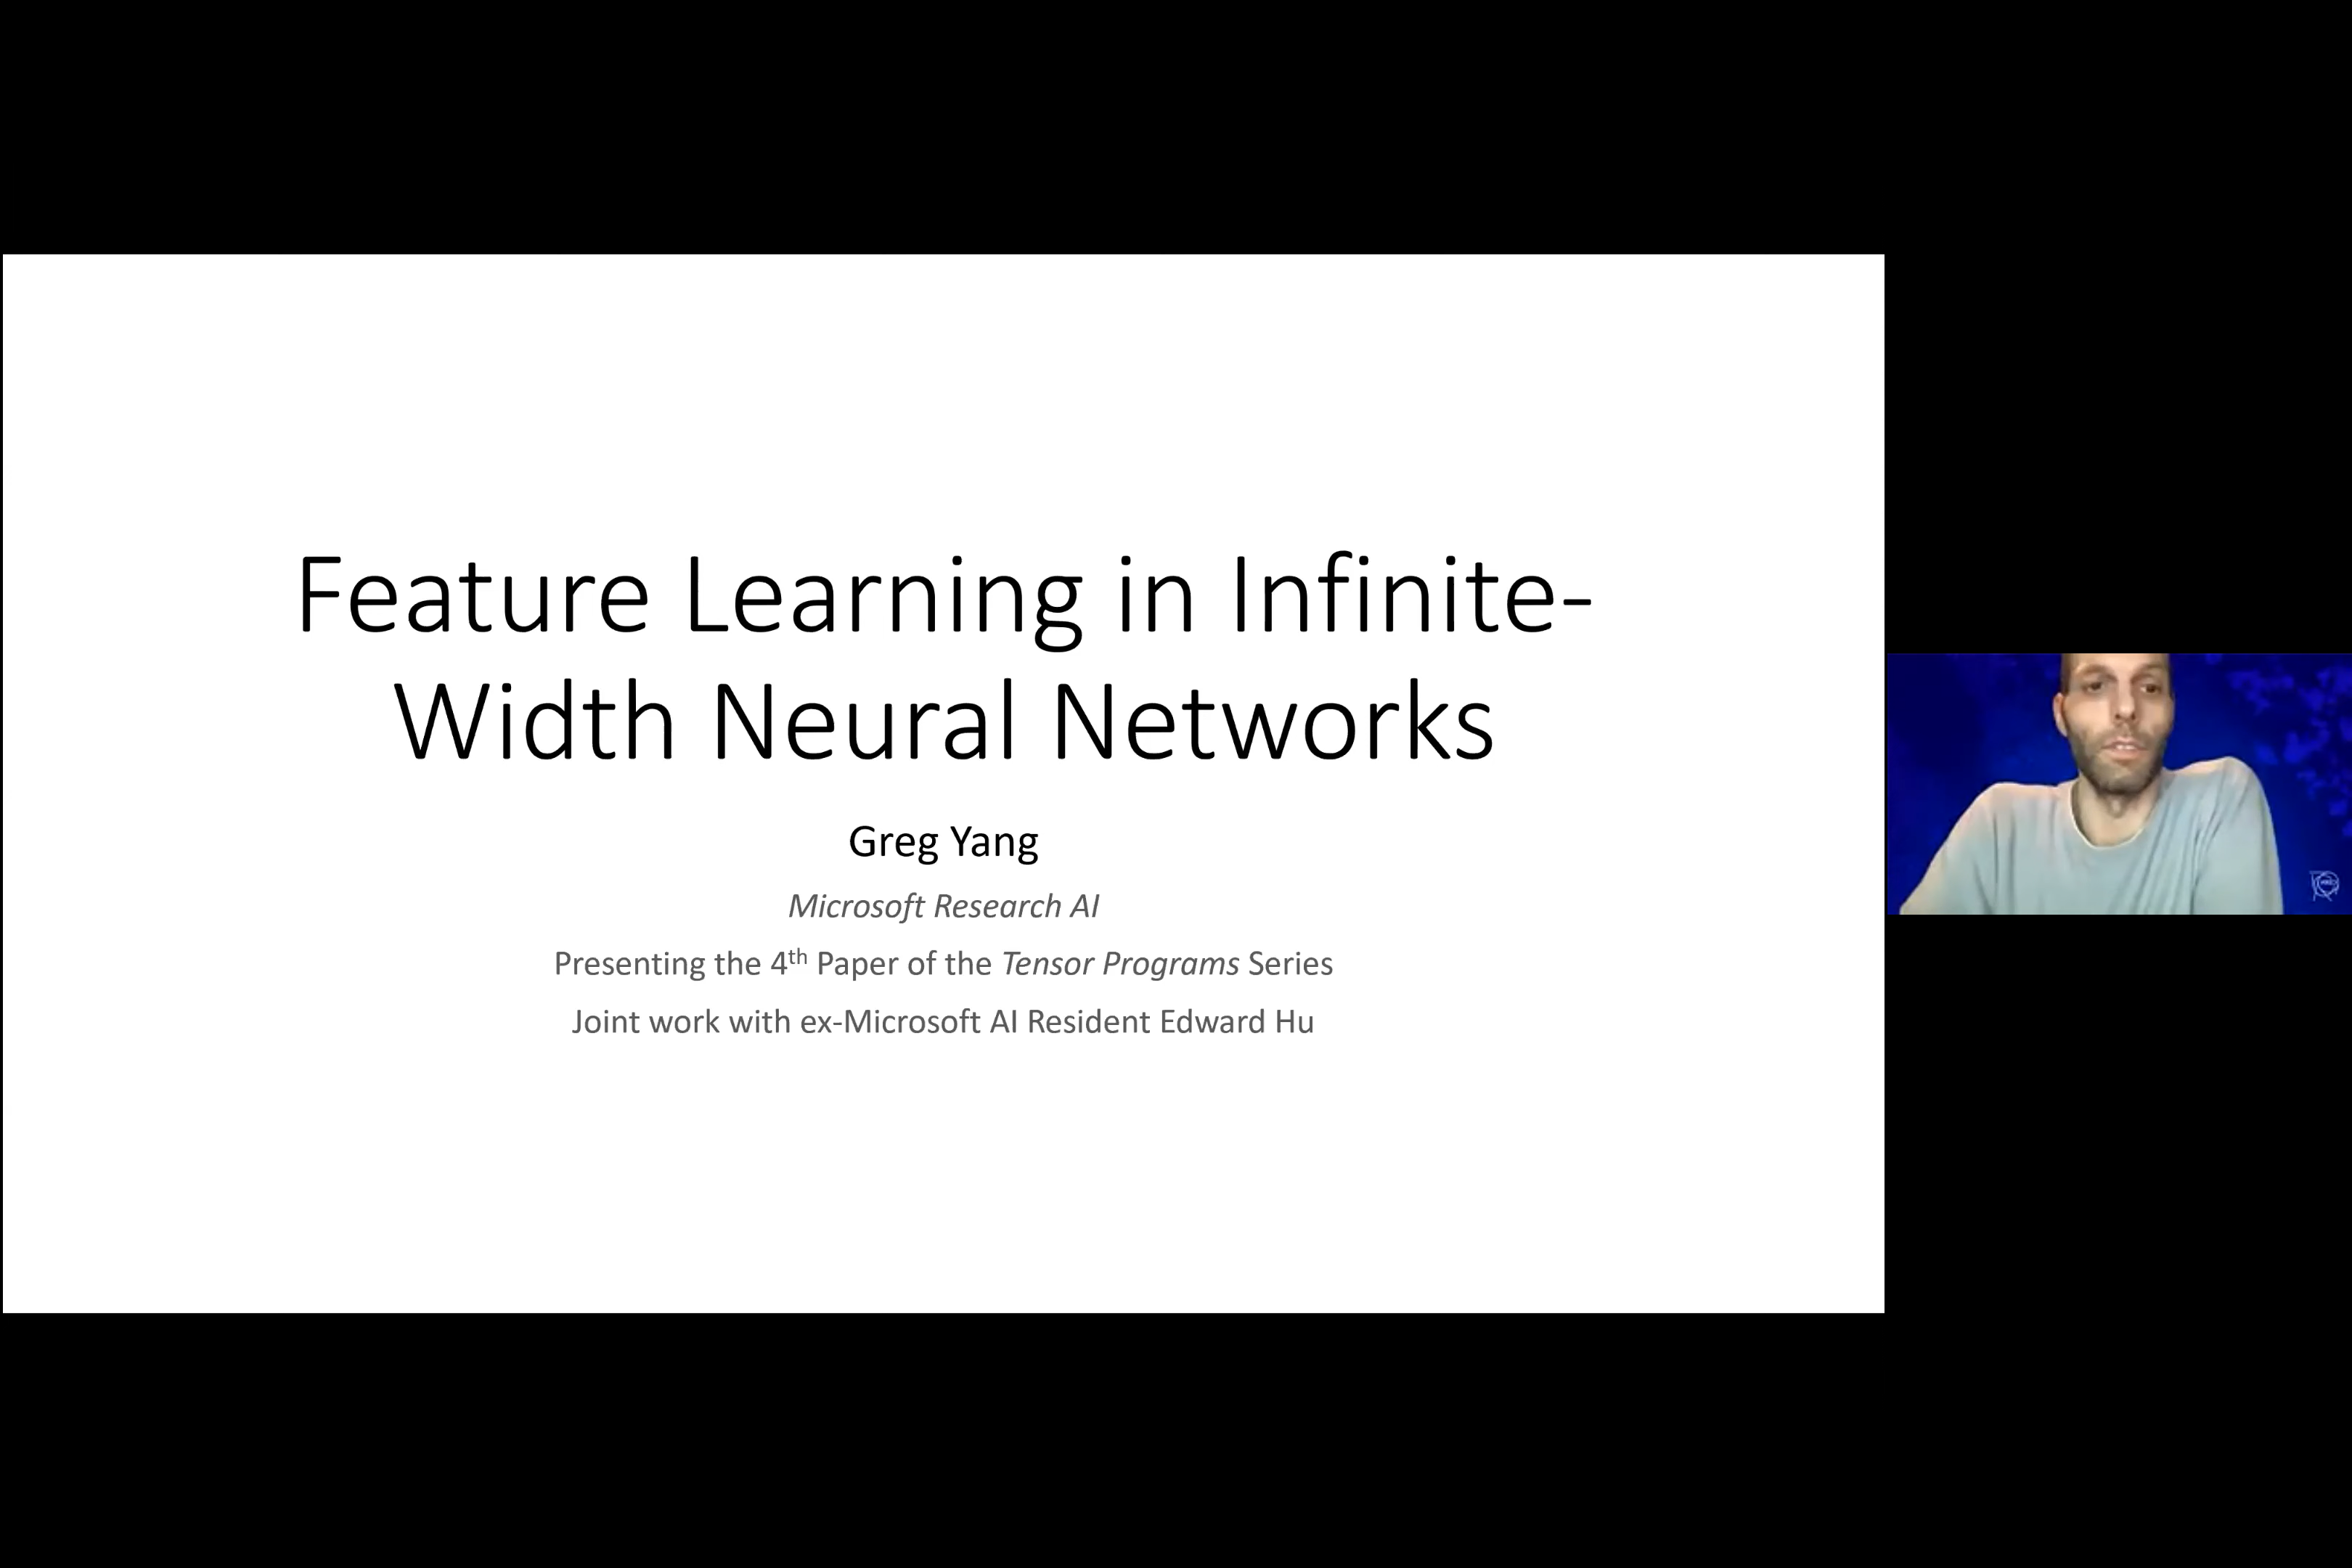 Feature Learning in Infinite-
Width Neural Networks
Greg Yang
Microsoft Research AI
Presenting the 4th Paper of the Tensor Programs Series
Joint work with ex-Microsoft AI Resident Edward Hu